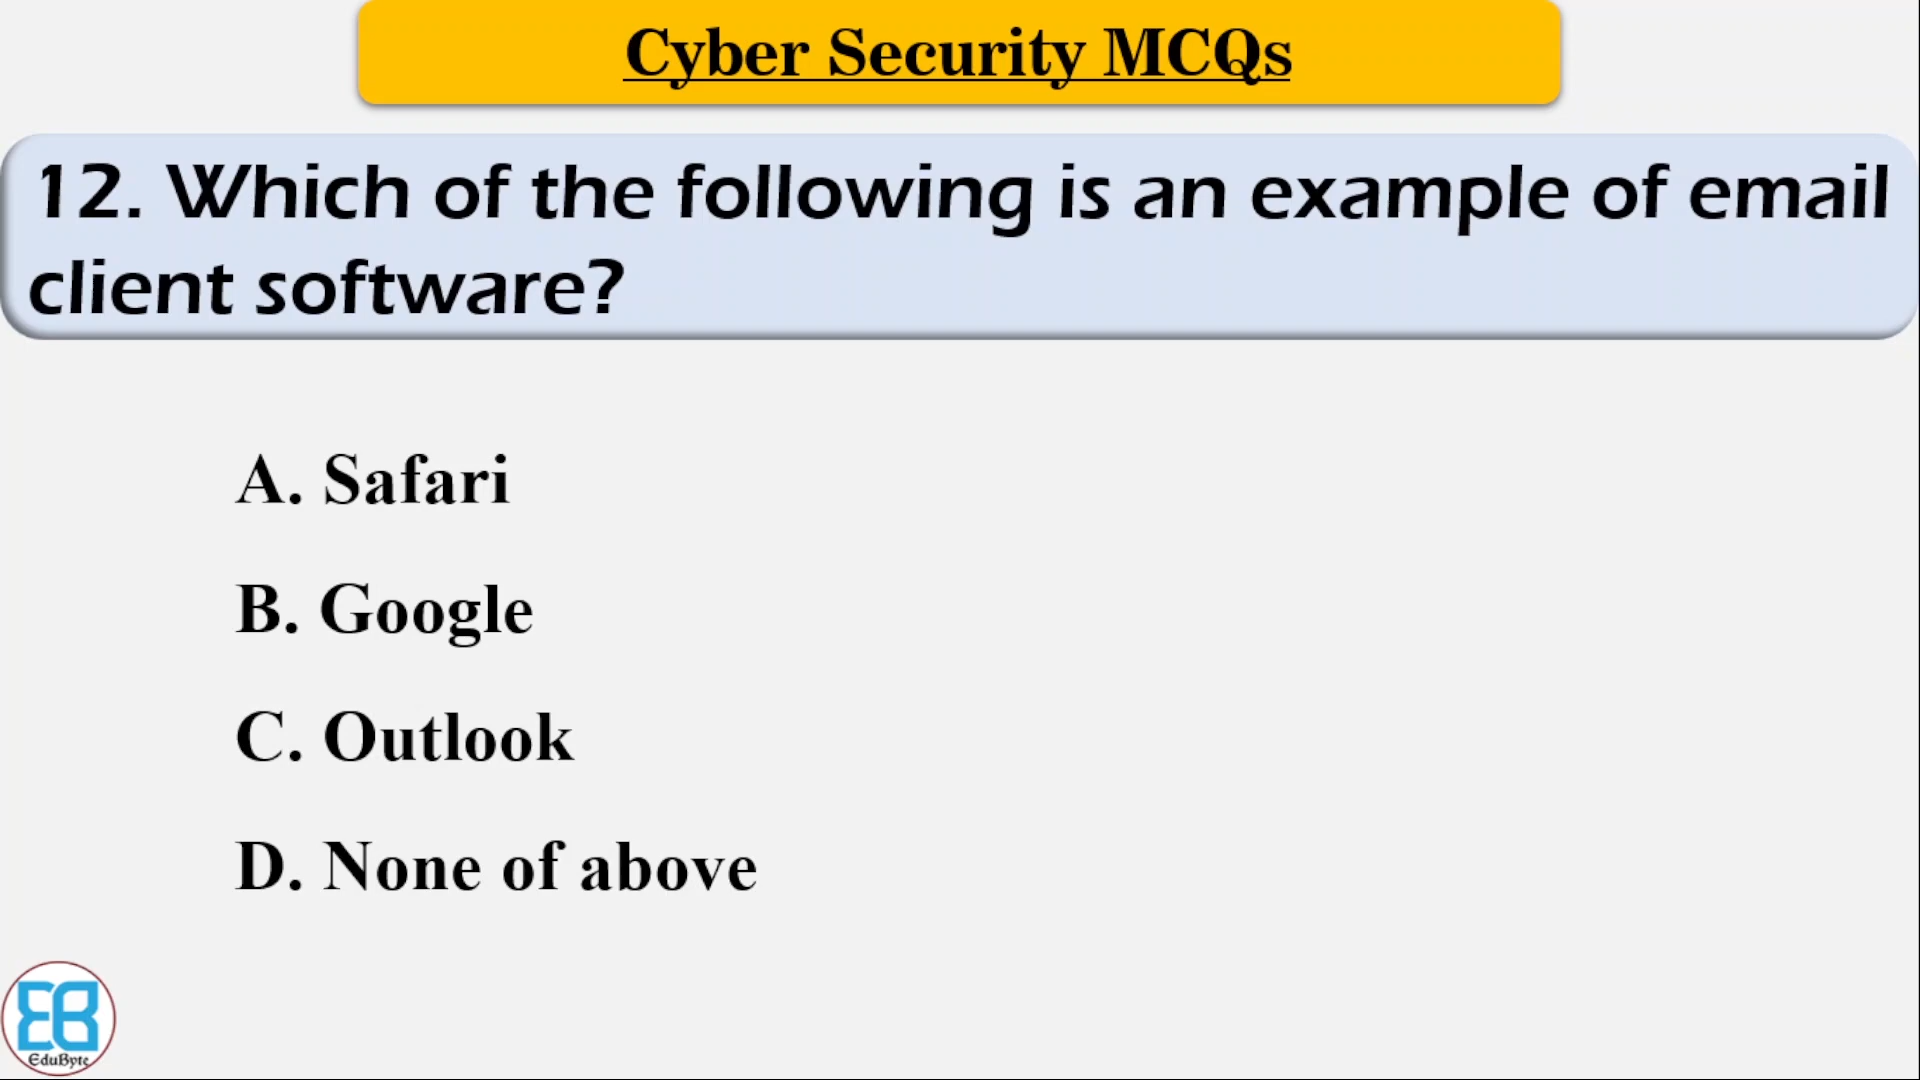 Cyber Security MCQs
12. Which of the following is an example of email
client software?
A. Safari
B. Google
C. Outlook
D. None of above
EB
EduByte